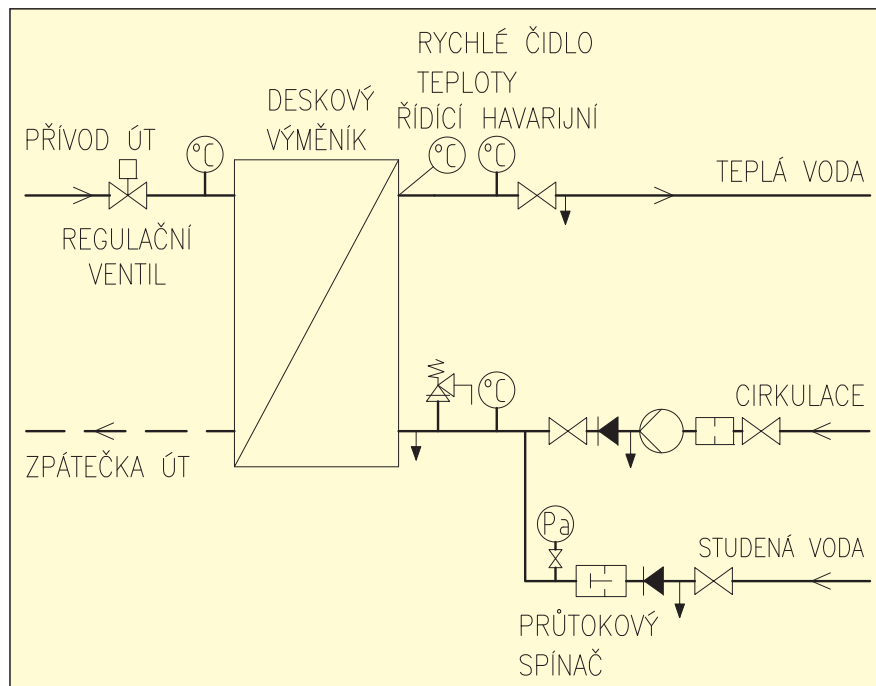 RYCHLÉ ČIDLO
TEPLOTY
ŘÍDÍCÍ HAVARIJNÍ
DESKOVÝ
VÝMĚNÍK
PŘÍVOD ÚT
°C
°C
°C
TEPLÁ VODA
REGULAČNÍ
VENTIL
°C
CIRKULACE
ZPÁTEČKA ÚT
Pa
STUDENÁ VODA
PRŮTOKOVÝ
SPÍNAČ